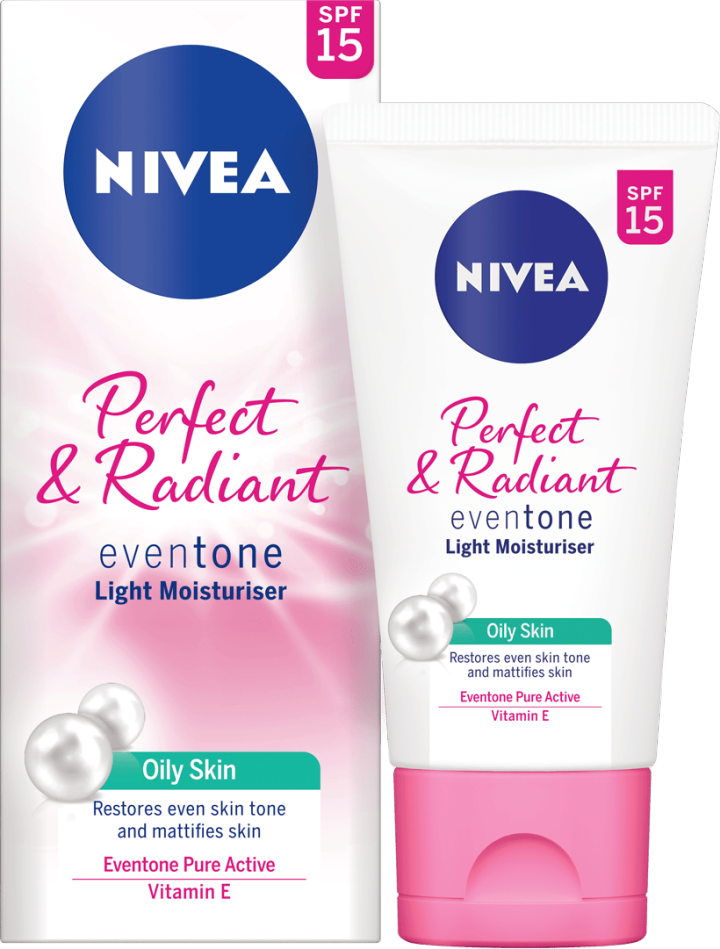 SPF
15
NIVEA
Perfect
& Radiant
eventone
Light Moisturiser
Oily Skin
Restores even skin tone
and mattifies skin
Eventone Pure Active
Vitamin E
SPF
15
NIVEA
Perfect
& Radiant
eventone
Light Moisturiser
Oily Skin
Restores even skin tone
and mattifies skin
Eventone Pure Active
Vitamin E